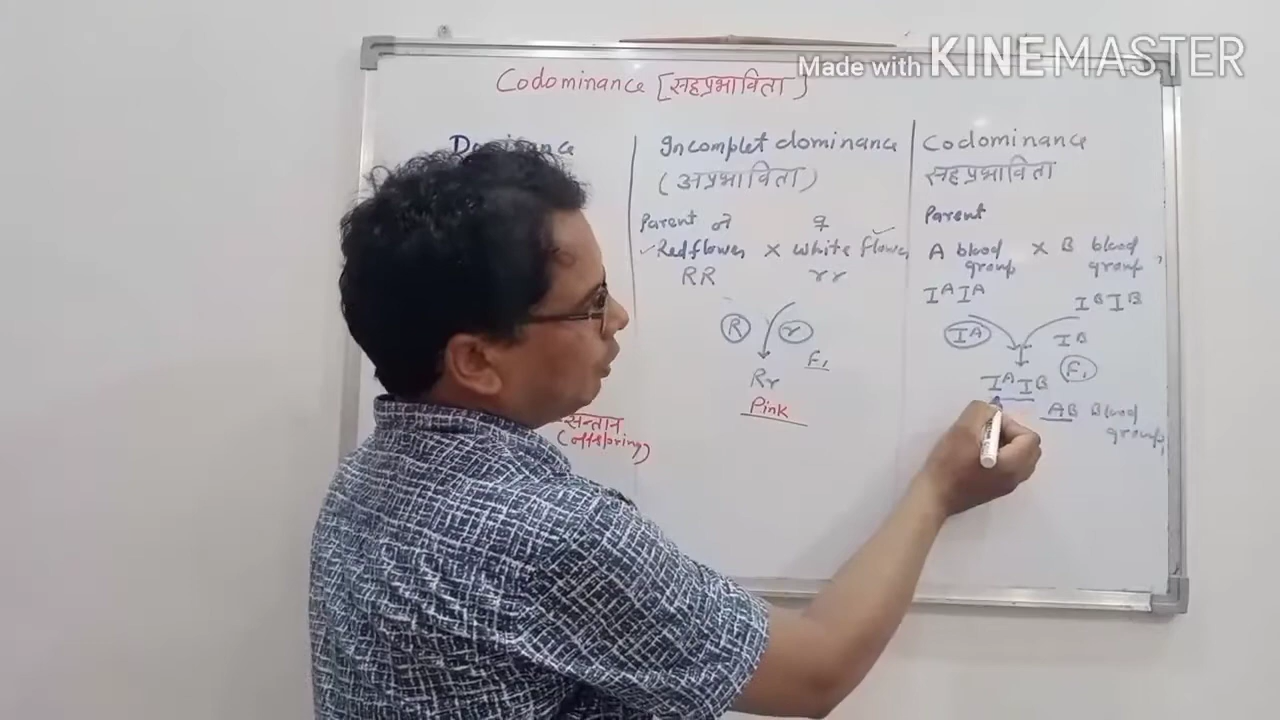 Made with KINEMASTER
Codominance [सहप्रभाविता]
Incomplet dominance
(अप्रभाविता)
Parent ♂ ♀
✓Redflower × White flower
RR rr
R r
F₁
Rr
Pink
सन्तान
(offspring)
Codominance
सहप्रभाविता
Parent
A blood group × B blood group
IᴬIᴬ IᴮIᴮ
Iᴬ Iᴮ
IᴬIᴮ F₁
AB Blood
group